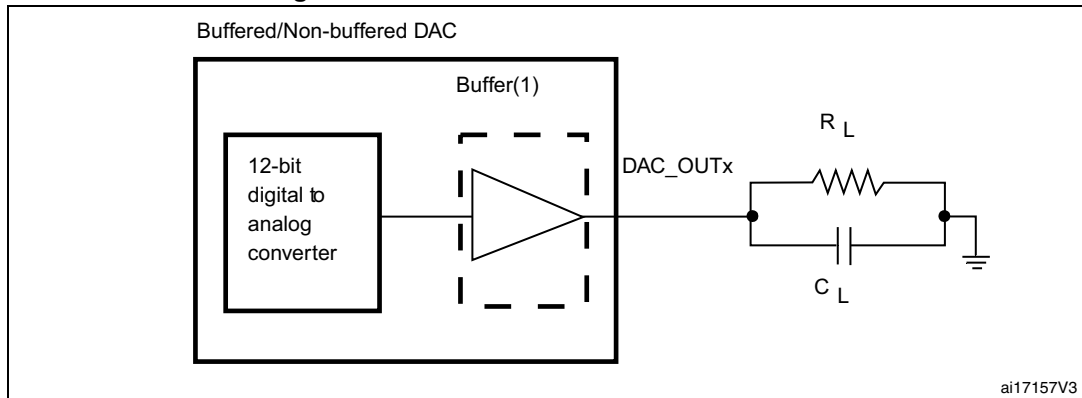 Buffered/Non-buffered DAC
Buffer(1)
12-bit
digital to
analog
converter
DAC_OUTx
R L
C L
ai17157V3